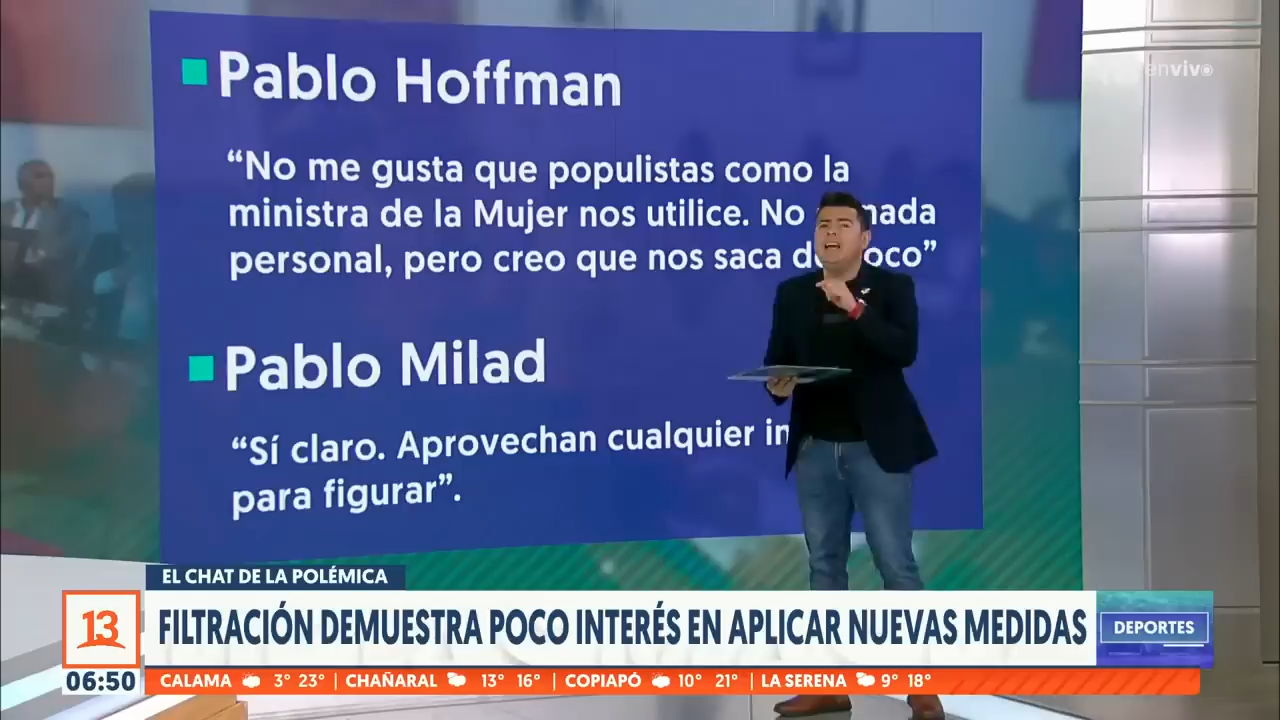 Pablo Hoffman
envivo
“No me gusta que populistas como la
ministra de la Mujer nos utilice. No nada
personal, pero creo que nos saca
Pablo Milad
“Sí claro. Aprovechan cualquier
para figurar”.
EL CHAT DE LA POLÉMICA
13
FILTRACIÓN DEMUESTRA POCO INTERÉS EN APLICAR NUEVAS MEDIDAS
DEPORTES
06:50
CALAMA 3° 23° | CHAÑARAL 13° 16° | COPIAPÓ 10° 21° | LA SERENA 9° 18°